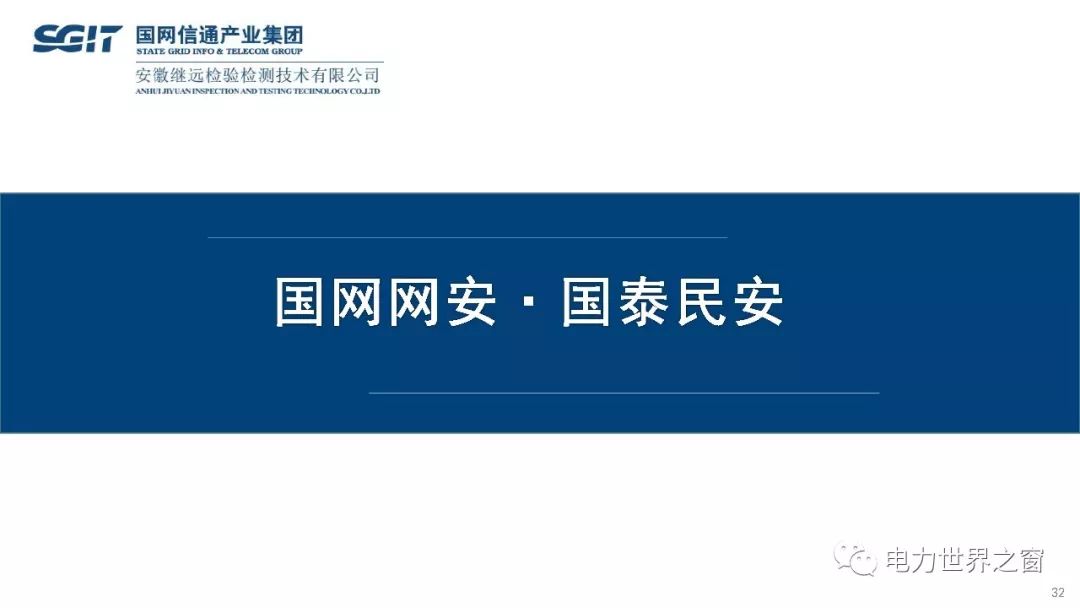 SGIT 国网信通产业集团
STATE GRID INFO & TELECOM GROUP
安徽继远检验检测技术有限公司
ANHUI JIYUAN INSPECTION AND TESTING TECHNOLOGY CO.,LTD
国网网安·国泰民安
电力世界之窗
32